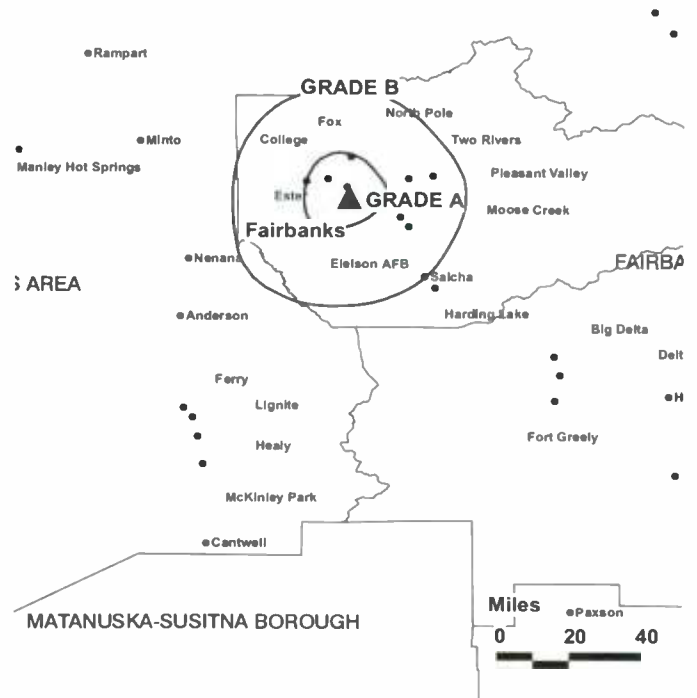 Rampart
GRADE B
Fox
North Pole
Minto
College
Two Rivers
Manley Hot Springs
Pleasant Valley
Este
GRADE A
Moose Creek
Fairbanks
Nenana
Eielson AFB
FAIRBA
S AREA
Salcha
Anderson
Harding Lake
Big Delta
Delt
Ferry
Lignite
H
Healy
Fort Greely
McKinley Park
Cantwell
Miles
Paxson
MATANUSKA-SUSITNA BOROUGH
0 20 40